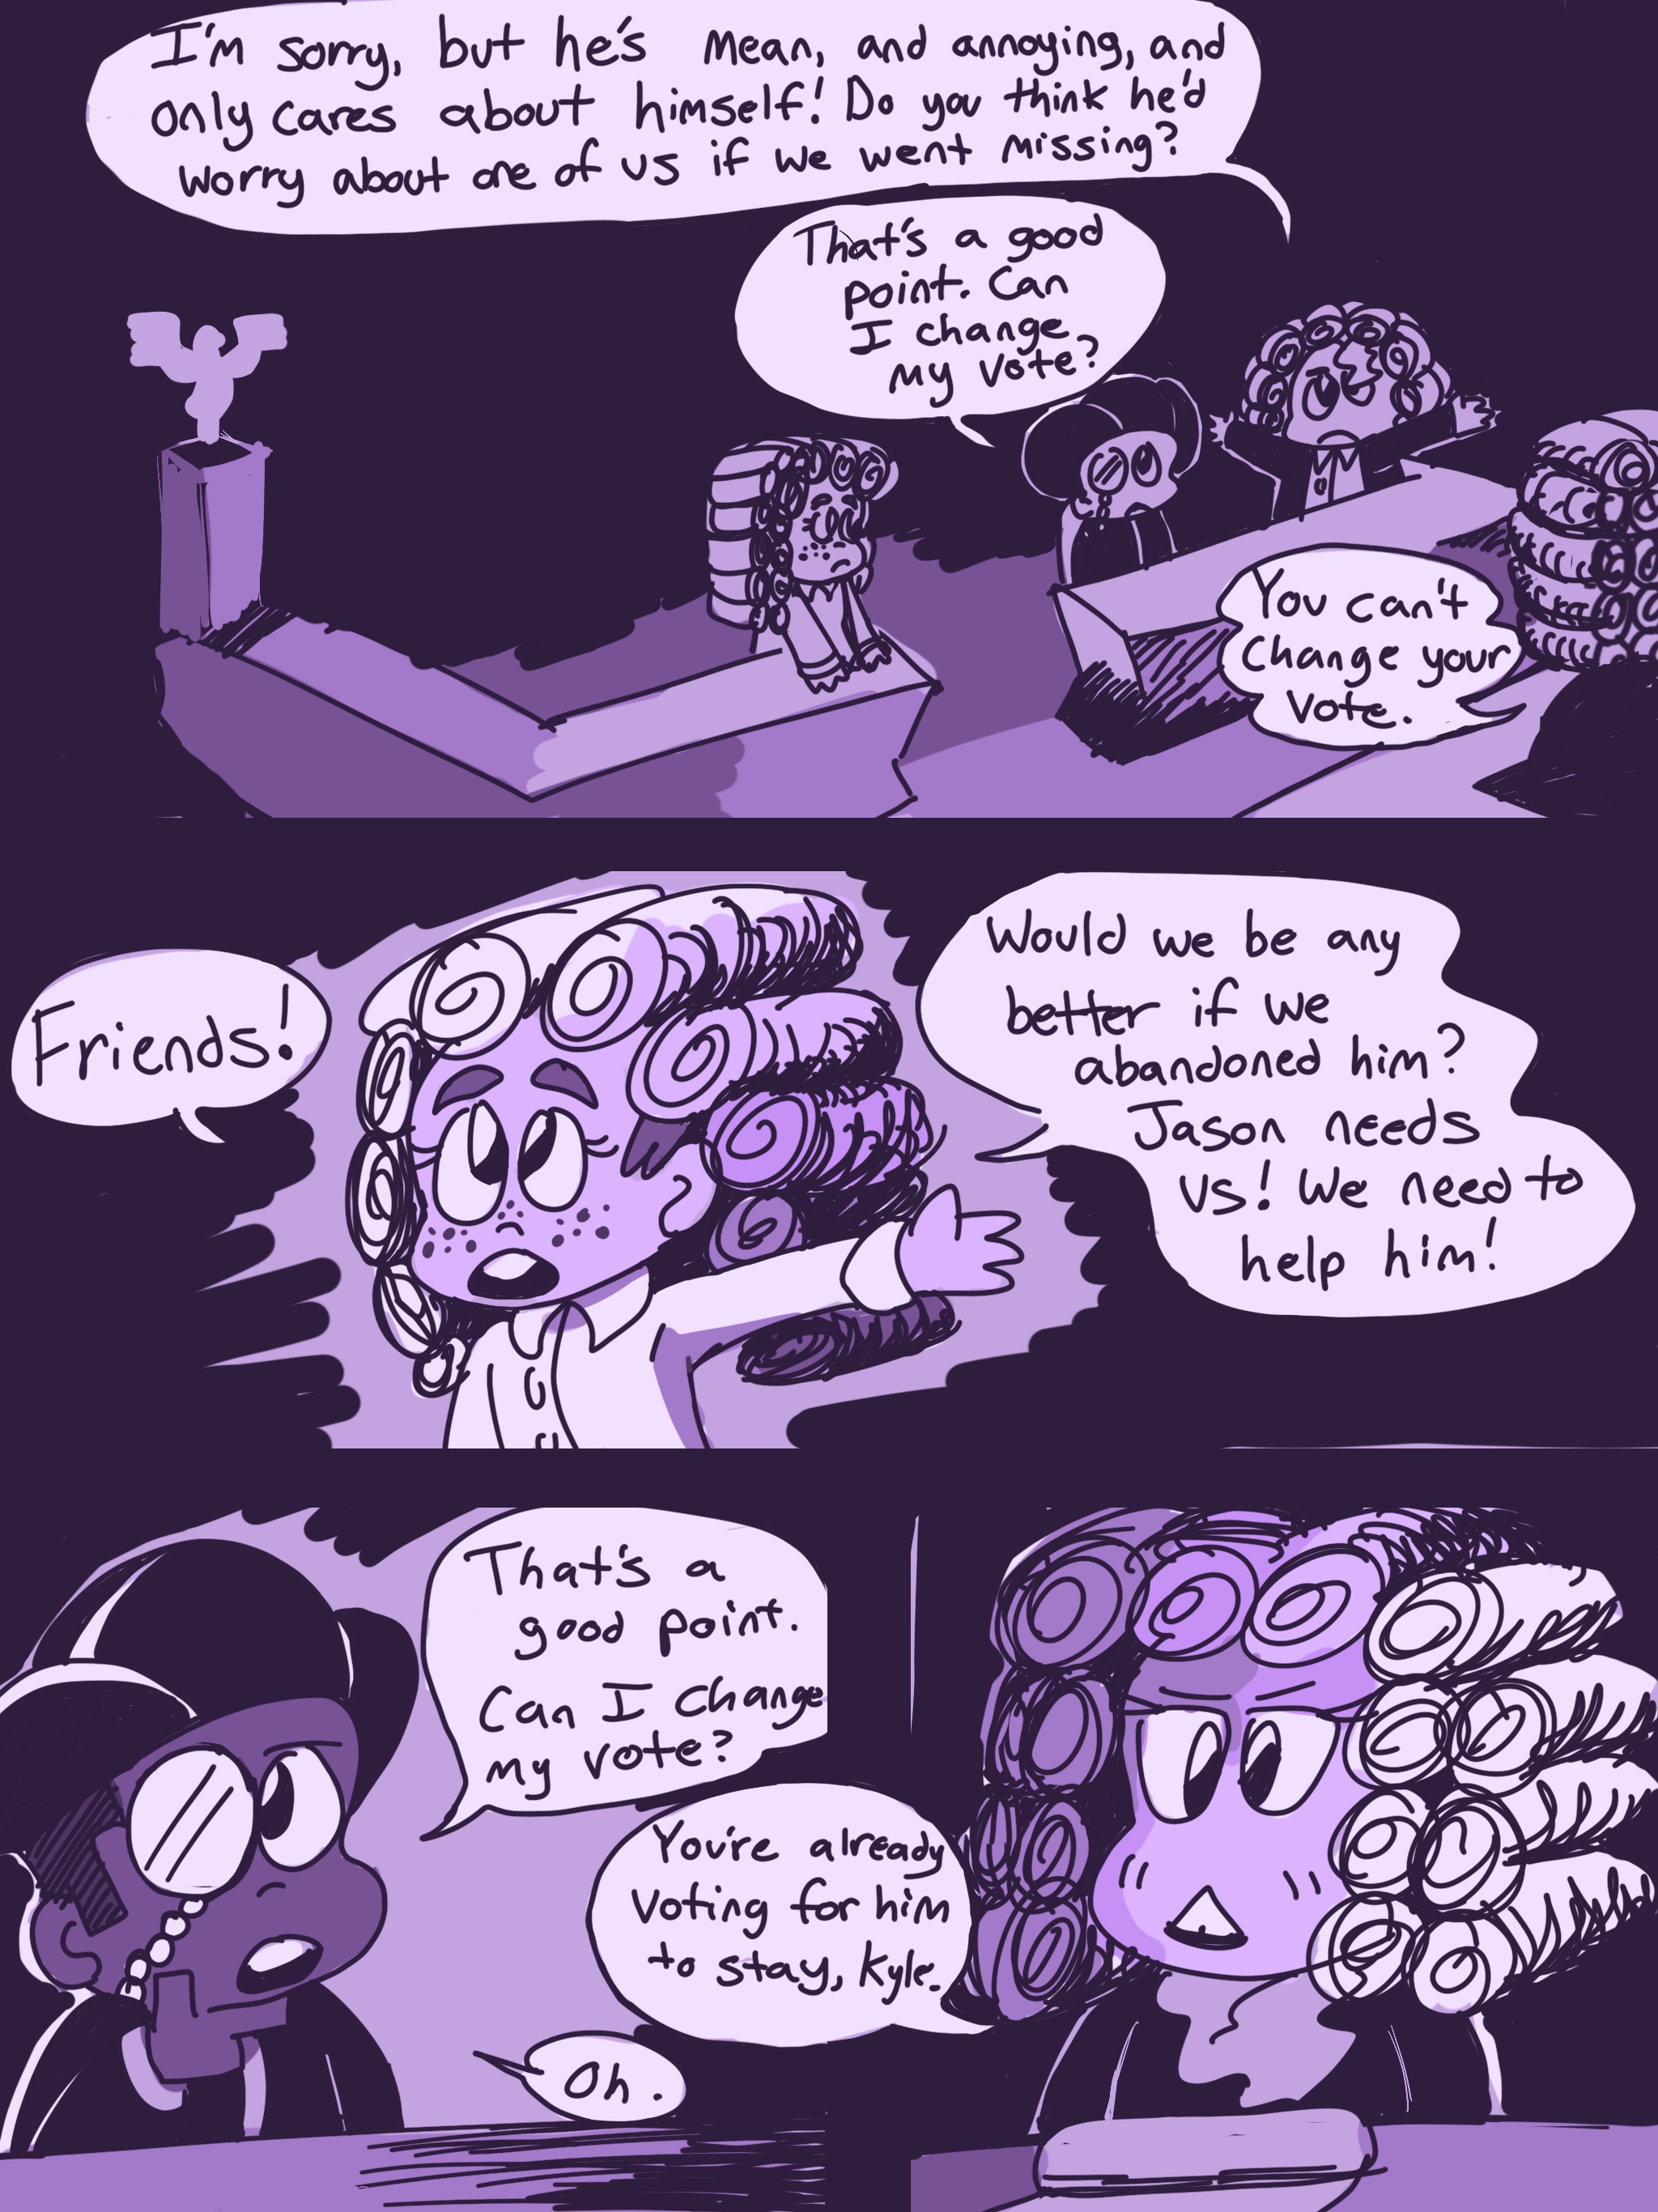 I'm sorry, but he's mean, and annoying, and
only cares about himself! Do you think he'd
worry about one of us if we went missing?
That's a good
point. Can
I change
my vote?
You can't
change your
vote.
Friends!
Would we be any
better if we
abandoned him?
Jason needs
us! We need to
help him!
That's a
good point.
Can I change
my vote?
You're already
voting for him
to stay, Kyle.
Oh.